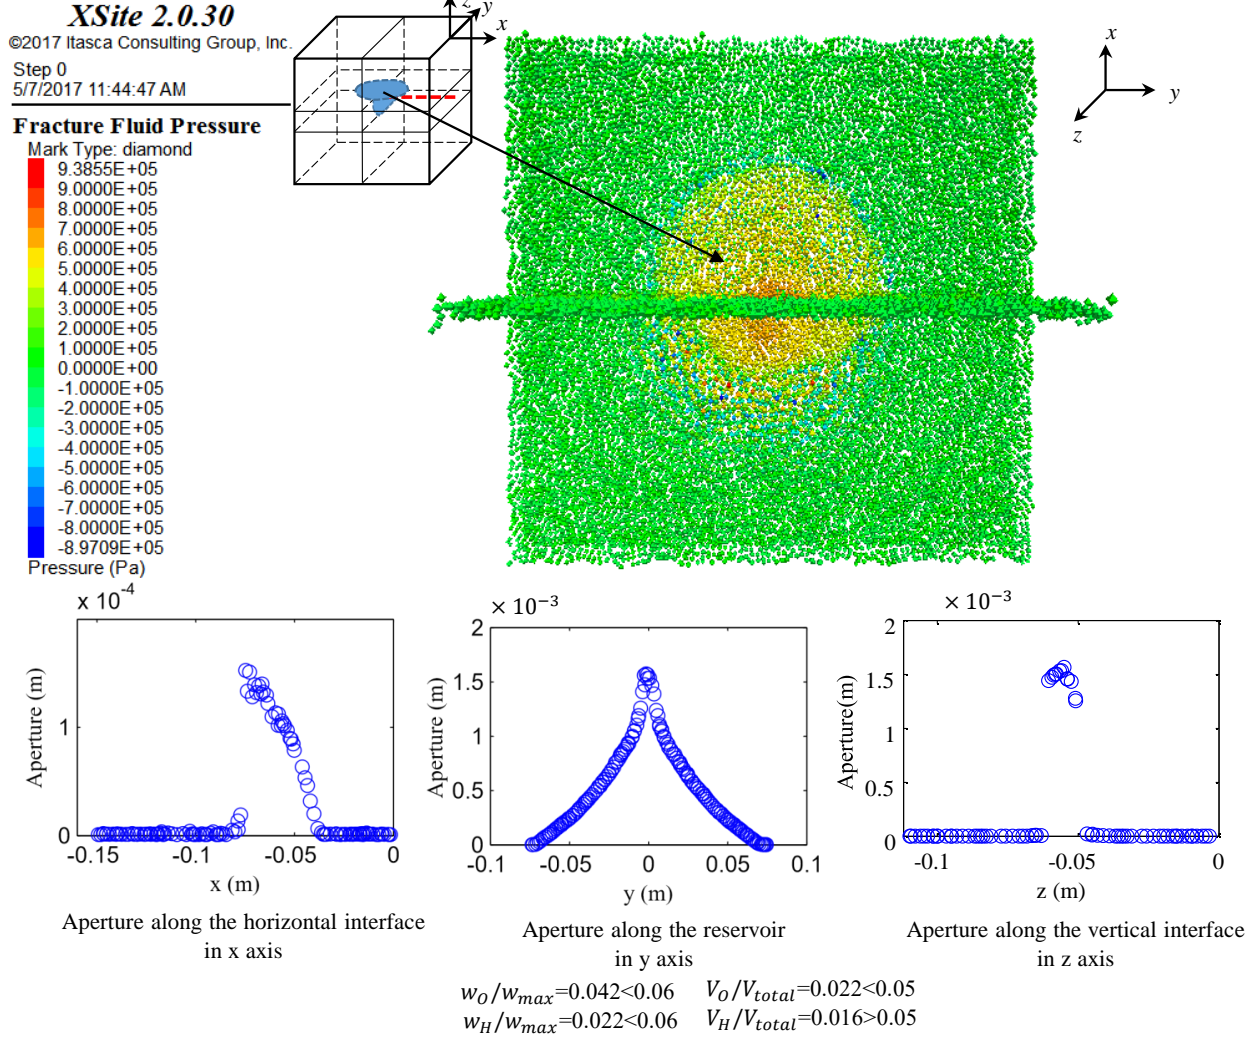 XSite 2.0.30
©2017 Itasca Consulting Group, Inc.
Step 0
5/7/2017 11:44:47 AM
Fracture Fluid Pressure
Mark Type: diamond
9.3855E+05
9.0000E+05
8.0000E+05
7.0000E+05
6.0000E+05
5.0000E+05
4.0000E+05
3.0000E+05
2.0000E+05
1.0000E+05
0.0000E+00
-1.0000E+05
-2.0000E+05
-3.0000E+05
-4.0000E+05
-5.0000E+05
-6.0000E+05
-7.0000E+05
-8.0000E+05
-8.9709E+05
Pressure (Pa)
z
y
x
x
y
z
x 10^-4
Aperture (m)
1
0
-0.15 -0.1 -0.05 0
x (m)
Aperture along the horizontal interface
in x axis
× 10^−3
Aperture (m)
2
1.5
1
0.5
0
-0.1 -0.05 0 0.05 0.1
y (m)
Aperture along the reservoir
in y axis
× 10^−3
Aperture(m)
2
1.5
1
0.5
0
-0.1 -0.05 0
z (m)
Aperture along the vertical interface
in z axis
w_O/w_max=0.042<0.06 V_O/V_total=0.022<0.05
w_H/w_max=0.022<0.06 V_H/V_total=0.016>0.05